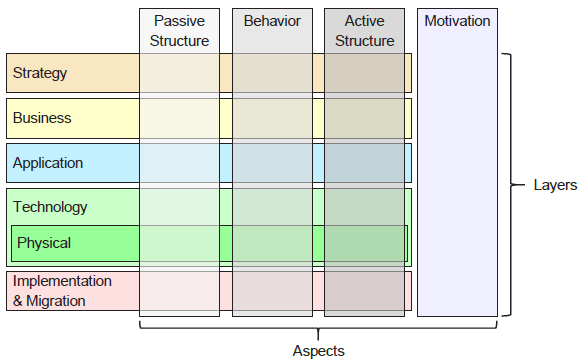 Passive
Structure
Behavior
Active
Structure
Motivation
Strategy
Business
Application
Technology
Physical
Implementation
& Migration
Layers
Aspects